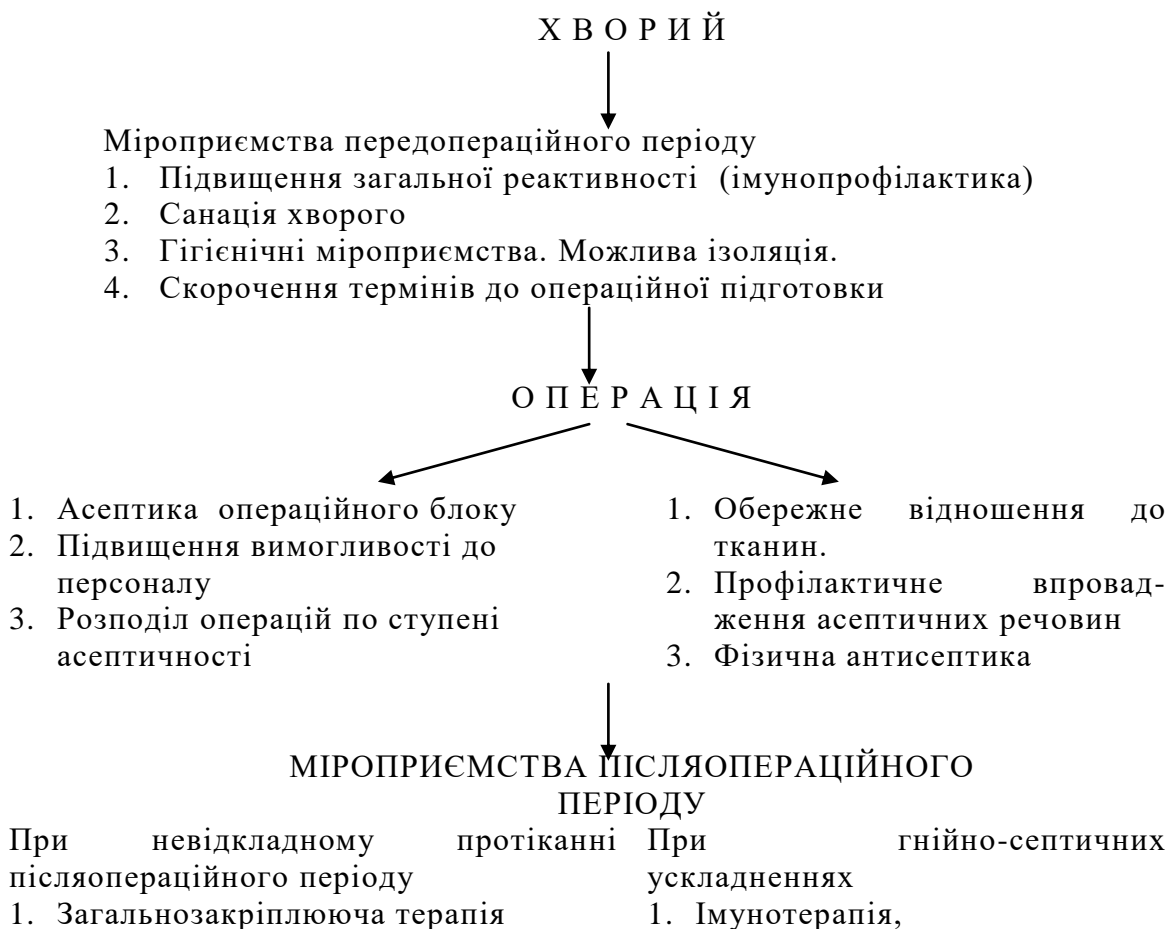 Х В О Р И Й
Міроприємства передопераційного періоду
1. Підвищення загальної реактивності (імунопрофілактика)
2. Санація хворого
3. Гігієнічні міроприємства. Можлива ізоляція.
4. Скорочення термінів до операційної підготовки
О П Е Р А Ц І Я
1. Асептика операційного блоку
2. Підвищення вимогливості до
персоналу
3. Розподіл операцій по ступені
асептичності
1. Обережне відношення до
тканин.
2. Профілактичне впровад-
ження асептичних речовин
3. Фізична антисептика
МІРОПРИЄМСТВА ПІСЛЯОПЕРАЦІЙНОГО
ПЕРІОДУ
При невідкладному протіканні
післяопераційного періоду
1. Загальнозакріплююча терапія
При гнійно-септичних
ускладненнях
1. Імунотерапія,